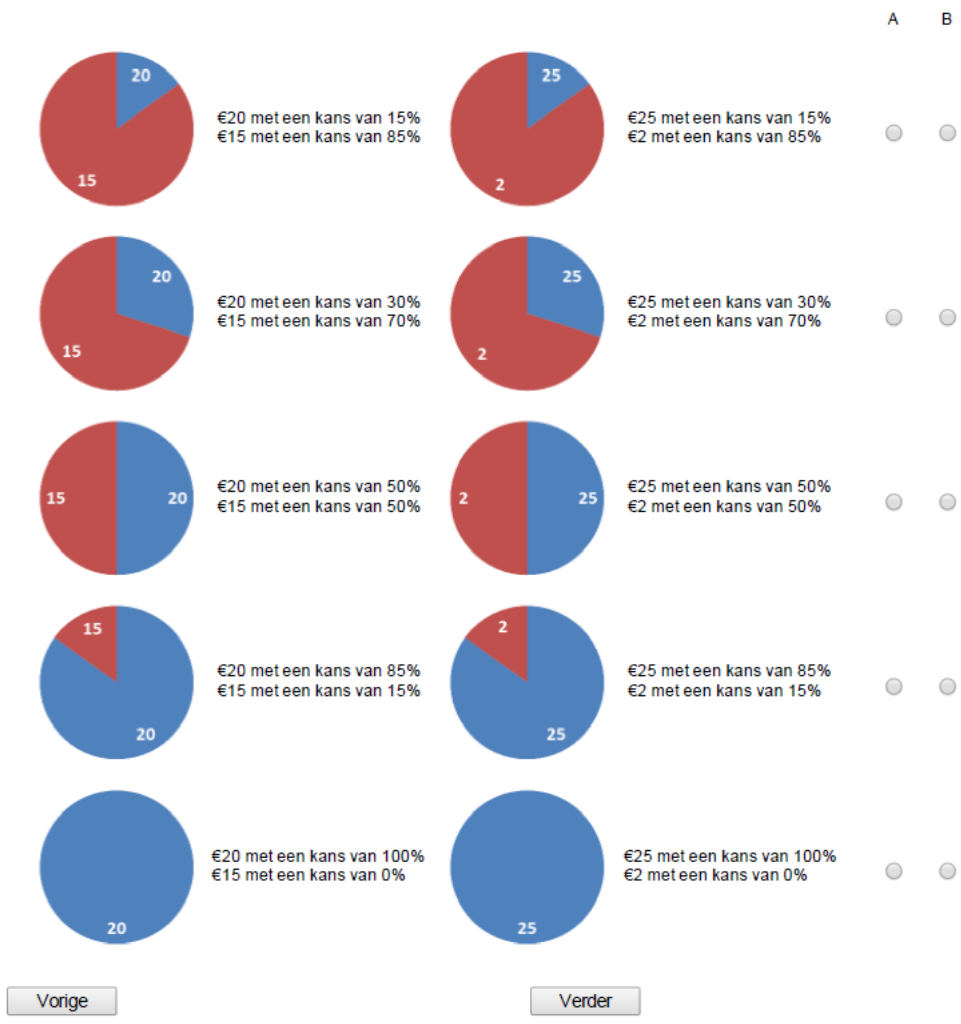 A B
20
15
€20 met een kans van 15%
€15 met een kans van 85%
25
2
€25 met een kans van 15%
€2 met een kans van 85%
20
15
€20 met een kans van 30%
€15 met een kans van 70%
25
2
€25 met een kans van 30%
€2 met een kans van 70%
15 20
€20 met een kans van 50%
€15 met een kans van 50%
2 25
€25 met een kans van 50%
€2 met een kans van 50%
15
20
€20 met een kans van 85%
€15 met een kans van 15%
2
25
€25 met een kans van 85%
€2 met een kans van 15%
20
€20 met een kans van 100%
€15 met een kans van 0%
25
€25 met een kans van 100%
€2 met een kans van 0%
Vorige Verder